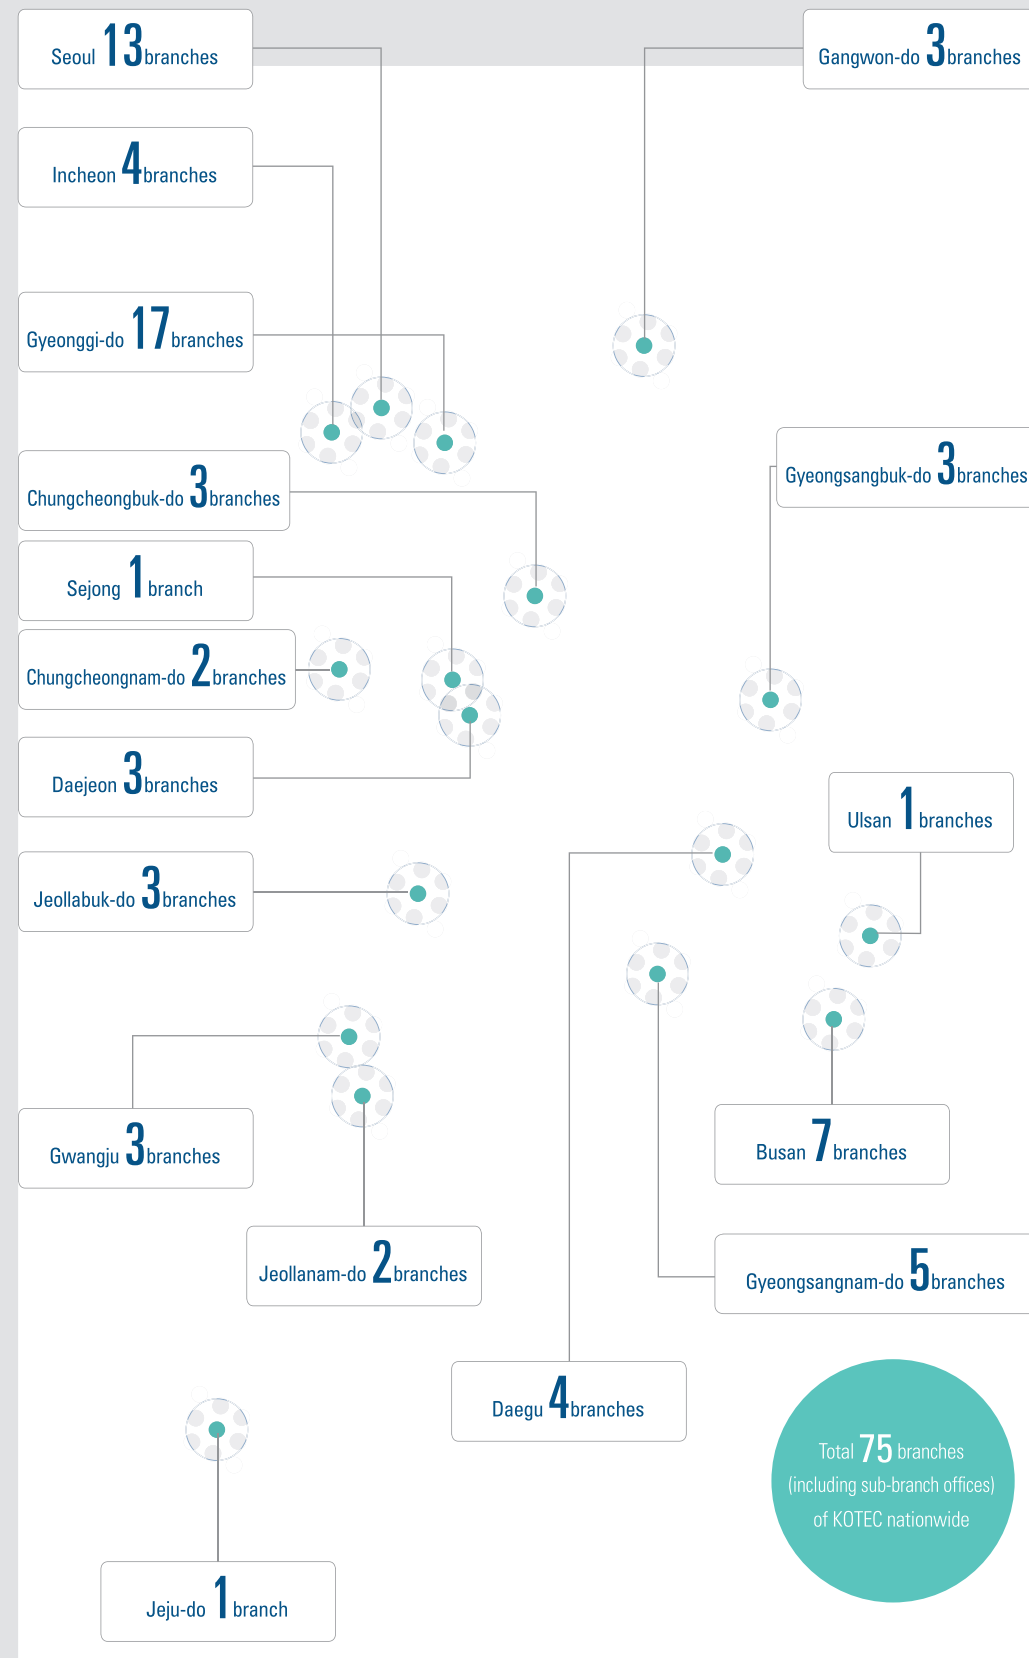 Seoul 13 branches
Gangwon-do 3 branches
Incheon 4 branches
Gyeonggi-do 17 branches
Chungcheongbuk-do 3 branches
Gyeongsangbuk-do 3 branches
Sejong 1 branch
Chungcheongnam-do 2 branches
Daejeon 3 branches
Ulsan 1 branches
Jeollabuk-do 3 branches
Gwangju 3 branches
Busan 7 branches
Jeollanam-do 2 branches
Gyeongsangnam-do 5 branches
Daegu 4 branches
Total 75 branches
(including sub-branch offices)
of KOTEC nationwide
Jeju-do 1 branch